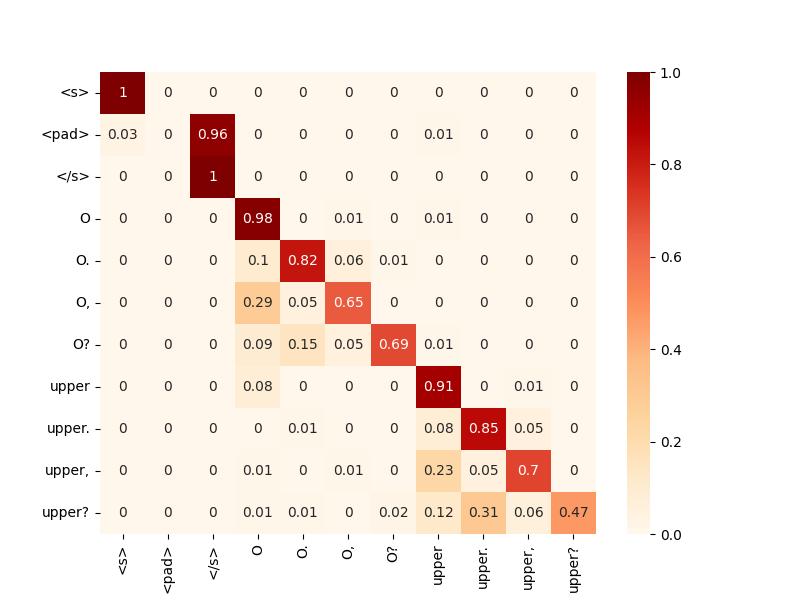 <s> 1 0 0 0 0 0 0 0 0 0 0
<pad> 0.03 0 0.96 0 0 0 0 0.01 0 0 0
</s> 0 0 1 0 0 0 0 0 0 0 0
O 0 0 0 0.98 0 0.01 0 0.01 0 0 0
O. 0 0 0 0.1 0.82 0.06 0.01 0 0 0 0
O, 0 0 0 0.29 0.05 0.65 0 0 0 0 0
O? 0 0 0 0.09 0.15 0.05 0.69 0.01 0 0 0
upper 0 0 0 0.08 0 0 0 0.91 0 0.01 0
upper. 0 0 0 0 0.01 0 0 0.08 0.85 0.05 0
upper, 0 0 0 0.01 0 0.01 0 0.23 0.05 0.7 0
upper? 0 0 0 0.01 0.01 0 0.02 0.12 0.31 0.06 0.47
<s> <pad> </s> O O. O, O? upper upper. upper, upper?
1.0
0.8
0.6
0.4
0.2
0.0